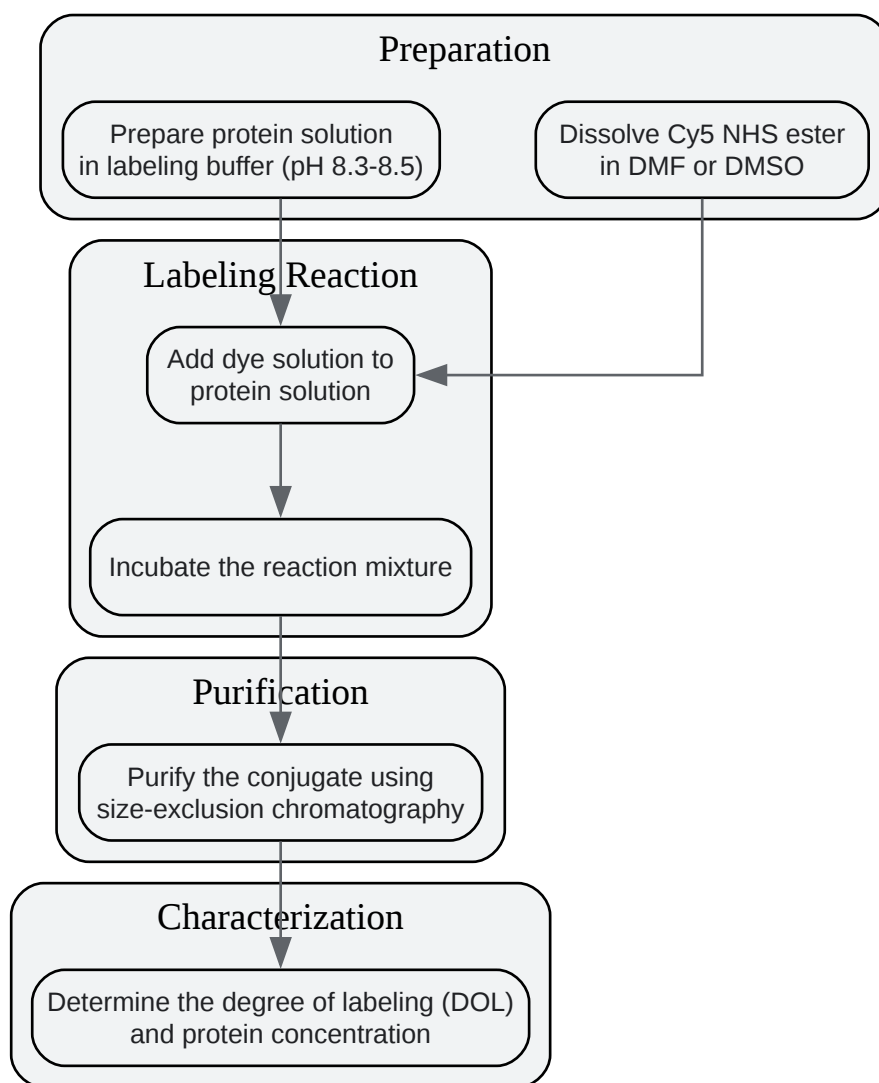 Preparation
Prepare protein solution
in labeling buffer (pH 8.3-8.5)
Dissolve Cy5 NHS ester
in DMF or DMSO
Labeling Reaction
Add dye solution to
protein solution
Incubate the reaction mixture
Purification
Purify the conjugate using
size-exclusion chromatography
Characterization
Determine the degree of labeling (DOL)
and protein concentration